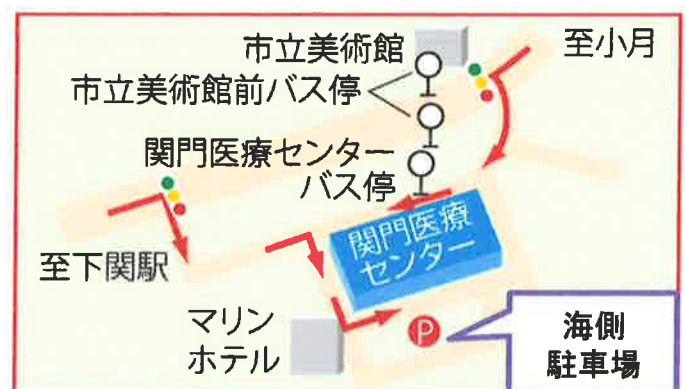 市立美術館
至小月
市立美術館前バス停
関門医療センター
バス停
関門医療
センター
至下関駅
マリン
ホテル
P
海側
駐車場